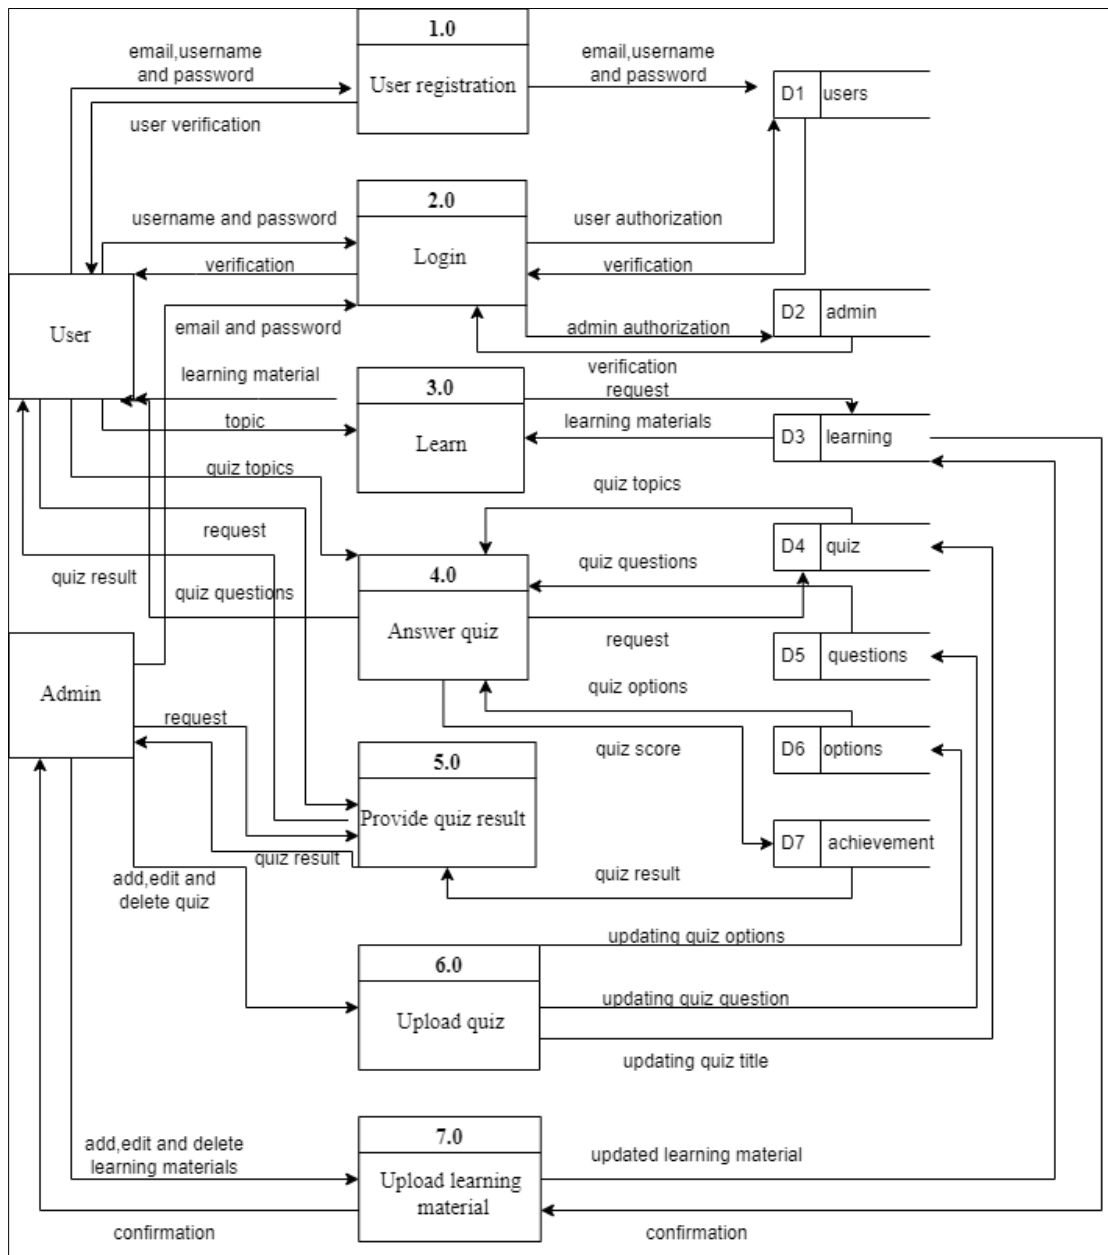 1.0
email,username
and password
email,username
and password
User registration
D1
users
user verification
2.0
username and password
user authorization
Login
verification
verification
D2
admin
User
email and password
admin authorization
learning material
verification
3.0
request
topic
learning materials
D3
learning
Learn
quiz topics
quiz topics
request
D4
quiz
quiz result
4.0
quiz questions
quiz questions
Answer quiz
request
D5
questions
Admin
quiz options
request
quiz score
D6
options
5.0
Provide quiz result
D7
achievement
quiz result
quiz result
add,edit and
delete quiz
updating quiz options
6.0
updating quiz question
Upload quiz
updating quiz title
7.0
add,edit and delete
learning materials
updated learning material
Upload learning
material
confirmation
confirmation